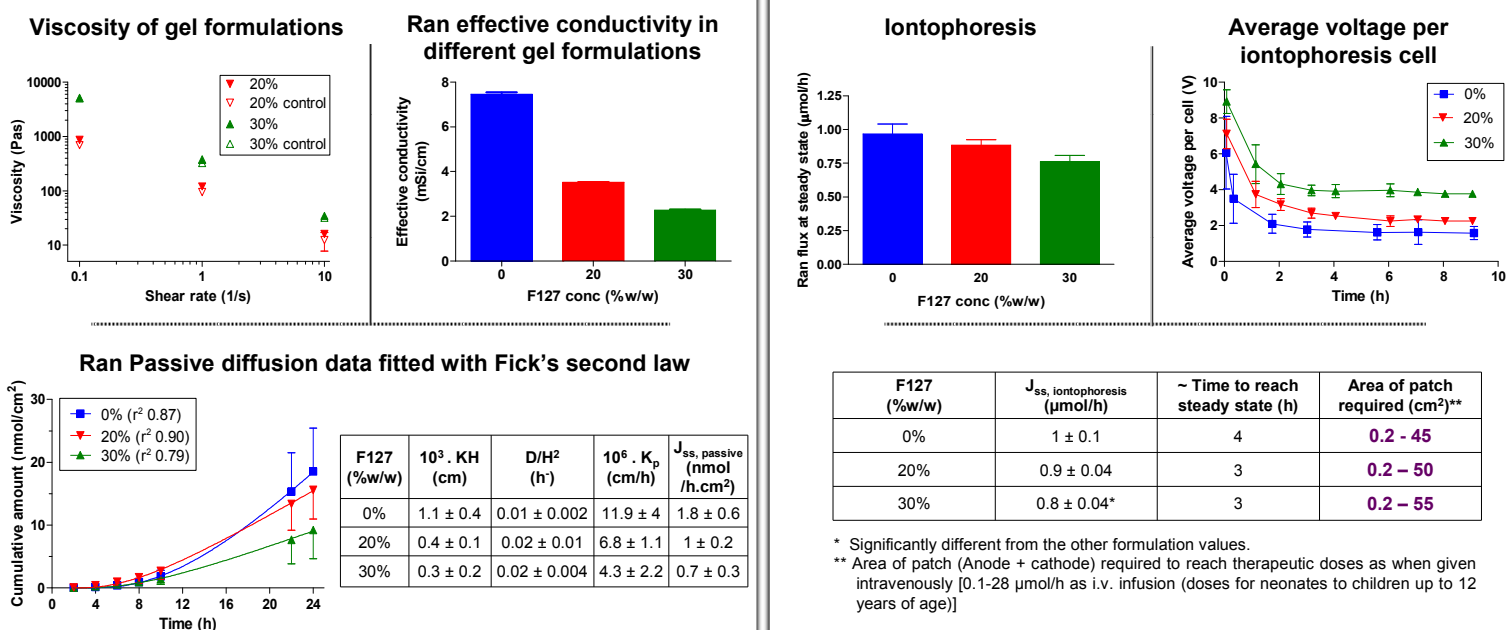 Viscosity of gel formulations
10000
1000
100
10
0.1
1
10
Viscosity (Pas)
Shear rate (1/s)
20%
20% control
30%
30% control
Ran effective conductivity in
different gel formulations
8
6
4
2
0
0
20
30
Effective conductivity
(mSi/cm)
F127 conc (%w/w)
Ran Passive diffusion data fitted with Fick's second law
30
20
10
0
0
4
8
12
16
20
24
Cumulative amount (nmol/cm²)
Time (h)
0% (r² 0.87)
20% (r² 0.90)
30% (r² 0.79)
F127 (%w/w) | 10³ . KH (cm) | D/H² (h⁻) | 10⁶ . Kp (cm/h) | Jss, passive (nmol /h.cm²)
0% | 1.1 ± 0.4 | 0.01 ± 0.002 | 11.9 ± 4 | 1.8 ± 0.6
20% | 0.4 ± 0.1 | 0.02 ± 0.01 | 6.8 ± 1.1 | 1 ± 0.2
30% | 0.3 ± 0.2 | 0.02 ± 0.004 | 4.3 ± 2.2 | 0.7 ± 0.3
Iontophoresis
1.25
1.00
0.75
0.50
0.25
0.00
0
20
30
Ran flux at steady state (µmol/h)
F127 conc (%w/w)
Average voltage per
iontophoresis cell
10
8
6
4
2
0
0
2
4
6
8
10
Average voltage per cell (V)
Time (h)
0%
20%
30%
F127 (%w/w) | Jss, iontophoresis (µmol/h) | ~ Time to reach steady state (h) | Area of patch required (cm²)**
0% | 1 ± 0.1 | 4 | 0.2 - 45
20% | 0.9 ± 0.04 | 3 | 0.2 – 50
30% | 0.8 ± 0.04* | 3 | 0.2 – 55
* Significantly different from the other formulation values.
** Area of patch (Anode + cathode) required to reach therapeutic doses as when given
intravenously [0.1-28 µmol/h as i.v. infusion (doses for neonates to children up to 12
years of age)]